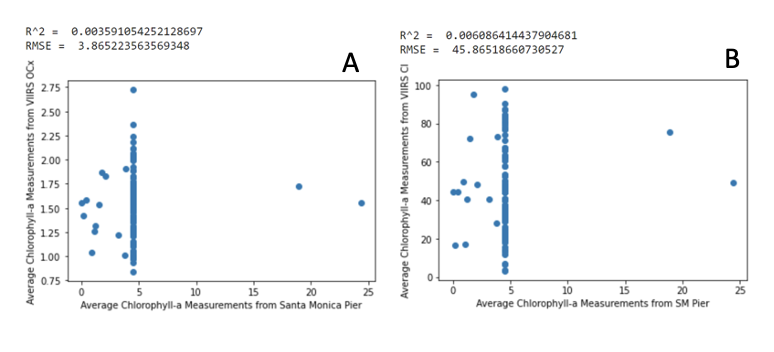 R^2 = 0.003591054252128697
RMSE = 3.865223563569348
A
Average Chlorophyll-a Measurements from VIIRS OCx
2.75
2.50
2.25
2.00
1.75
1.50
1.25
1.00
0.75
0 5 10 15 20 25
Average Chlorophyll-a Measurements from Santa Monica Pier
R^2 = 0.006086414437904681
RMSE = 45.86518660730527
B
Average Chlorophyll-a Measurements from VIIRS CI
100
80
60
40
20
0
0 5 10 15 20 25
Average Chlorophyll-a Measurements from SM Pier